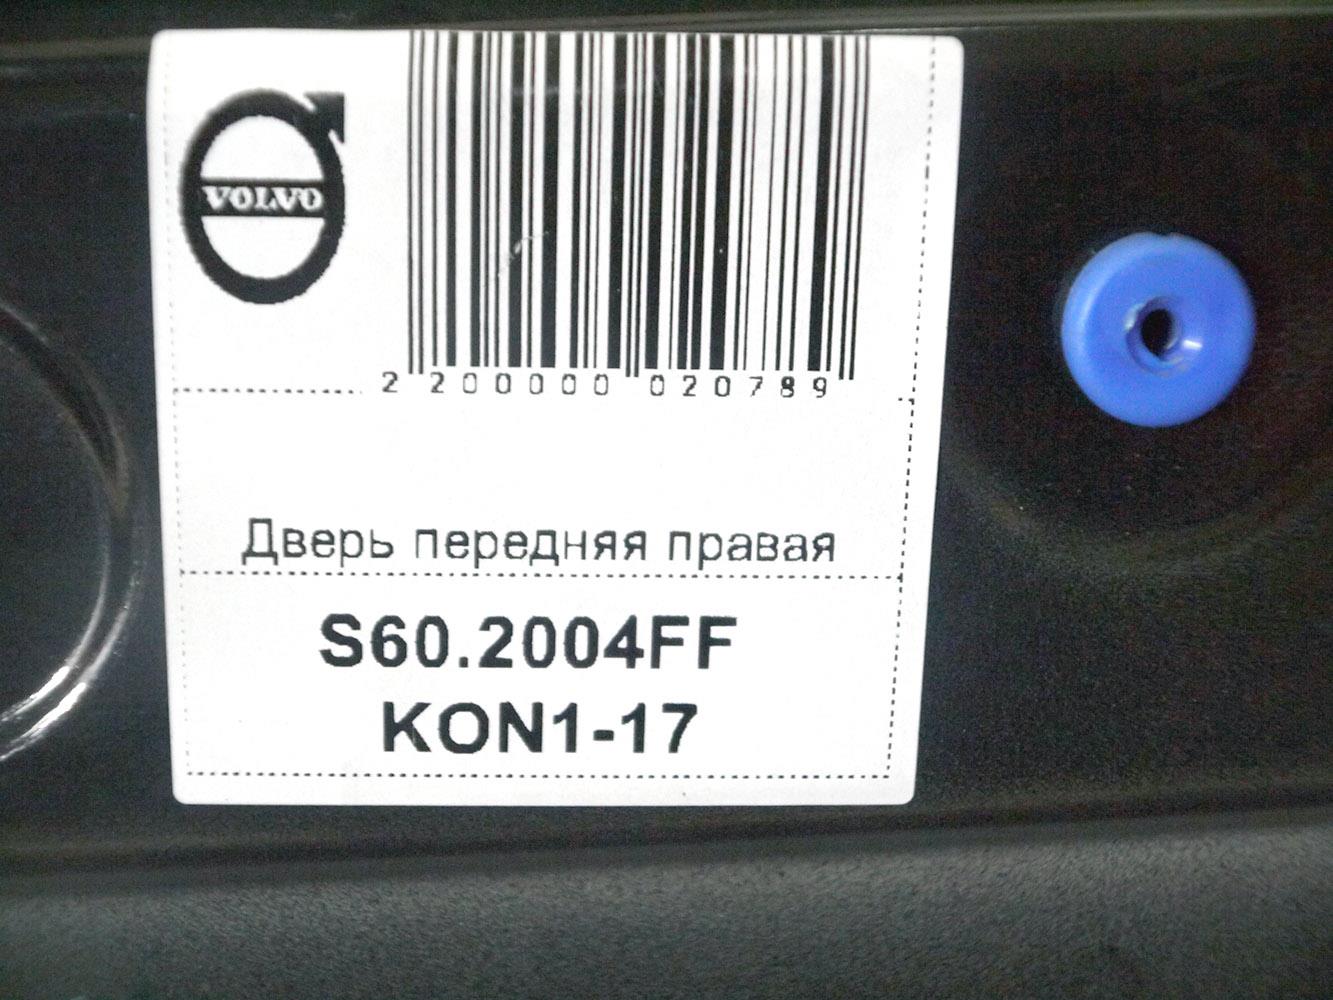 VOLVO
2 200000 020789
Дверь передняя правая
S60.2004FF
KON1-17